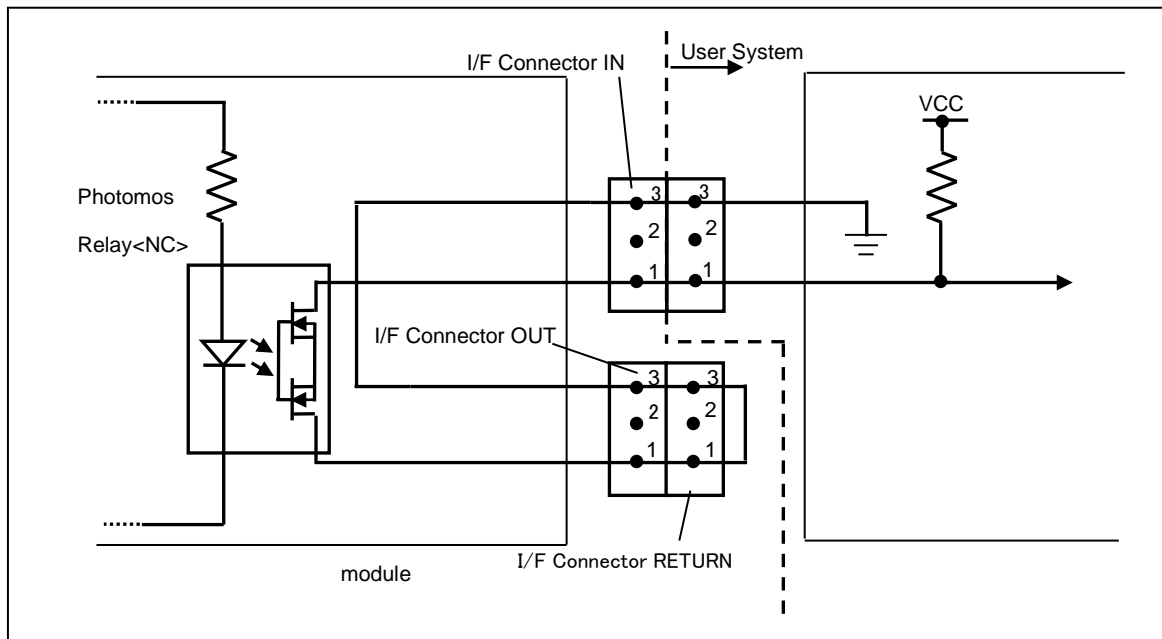 I/F Connector IN
User System
VCC
Photomos
Relay<NC>
3
3
2
2
1
1
I/F Connector OUT
3
3
2
2
1
1
I/F Connector RETURN
module